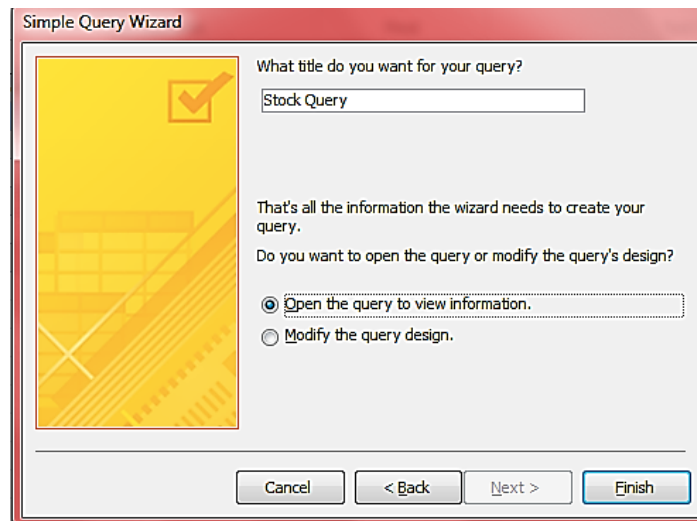 Simple Query Wizard
What title do you want for your query?
Stock Query
That's all the information the wizard needs to create your
query.
Do you want to open the query or modify the query's design?
Open the query to view information.
Modify the query design.
Cancel
< Back
Next >
Finish